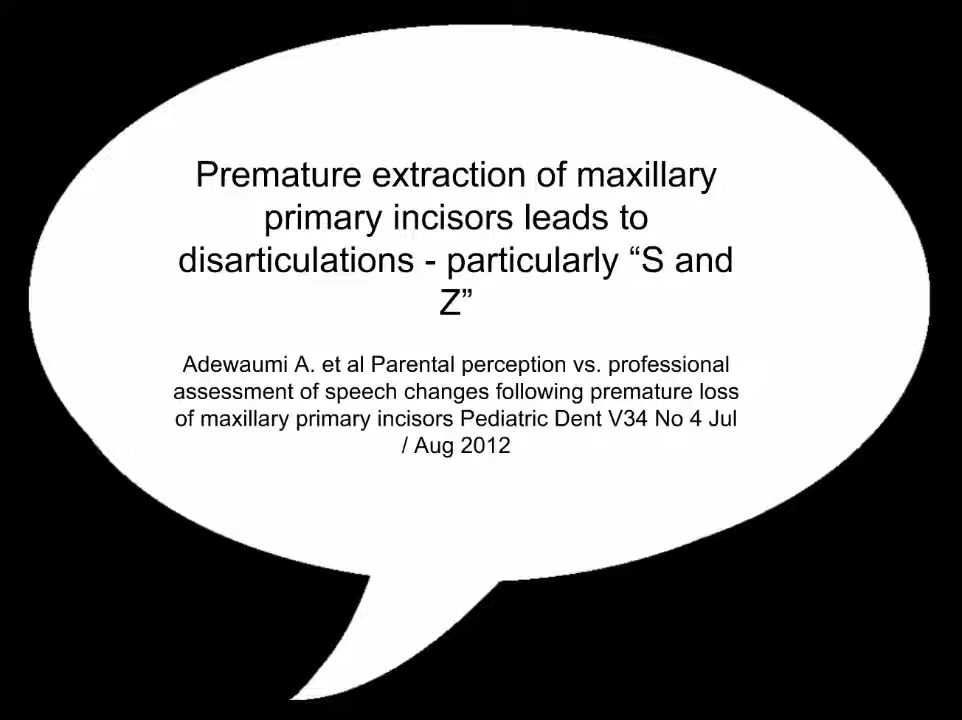 Premature extraction of maxillary
primary incisors leads to
disarticulations - particularly “S and
Z”
Adewaumi A. et al Parental perception vs. professional
assessment of speech changes following premature loss
of maxillary primary incisors Pediatric Dent V34 No 4 Jul
/ Aug 2012